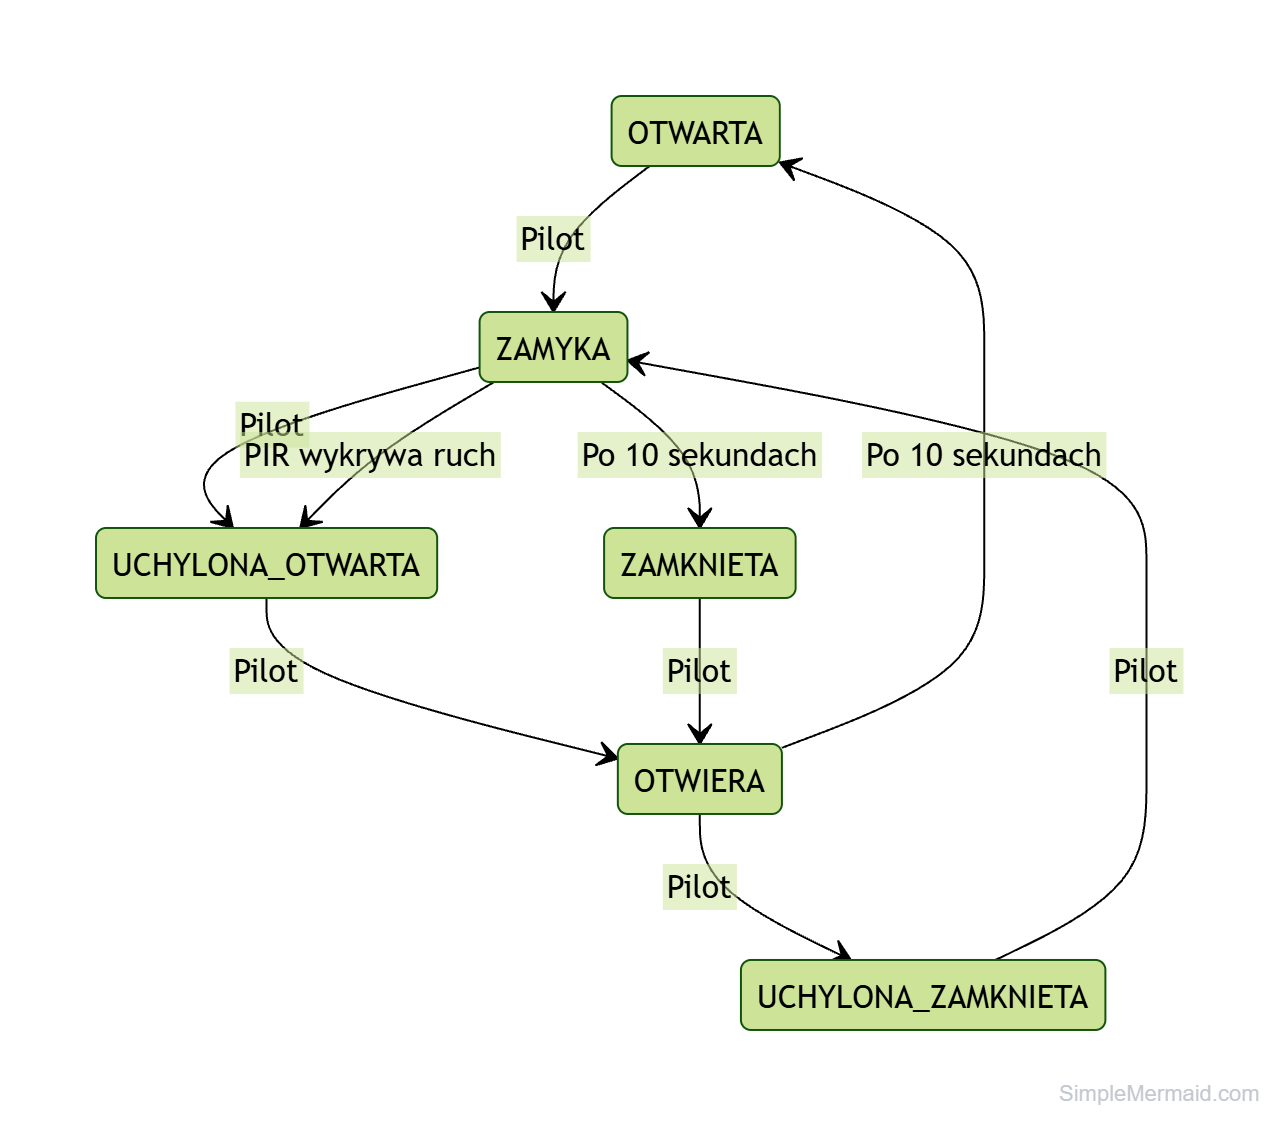 OTWARTA
Pilot
ZAMYKA
Pilot
PIR wykrywa ruch
Po 10 sekundach
Po 10 sekundach
UCHYLONA_OTWARTA
ZAMKNIETA
Pilot
Pilot
Pilot
OTWIERA
Pilot
UCHYLONA_ZAMKNIETA
SimpleMermaid.com